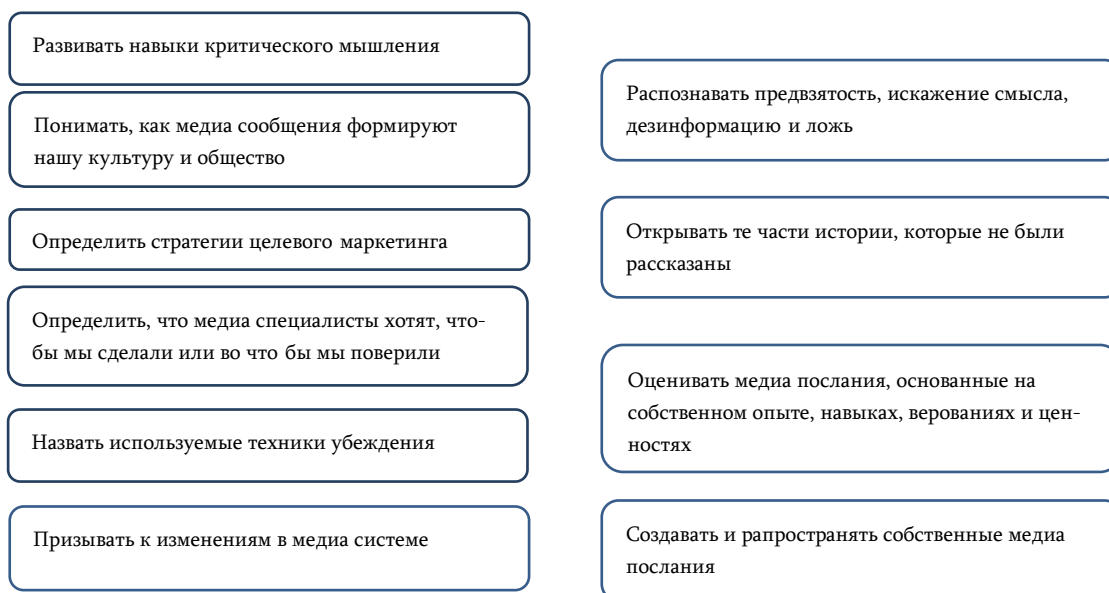 Развивать навыки критического мышления
Понимать, как медиа сообщения формируют
нашу культуру и общество
Определить стратегии целевого маркетинга
Определить, что медиа специалисты хотят, что-
бы мы сделали или во что бы мы поверили
Назвать используемые техники убеждения
Призывать к изменениям в медиа системе
Распознавать предвзятость, искажение смысла,
дезинформацию и ложь
Открывать те части истории, которые не были
рассказаны
Оценивать медиа послания, основанные на
собственном опыте, навыках, верованиях и цен-
ностях
Создавать и рапространять собственные медиа
послания